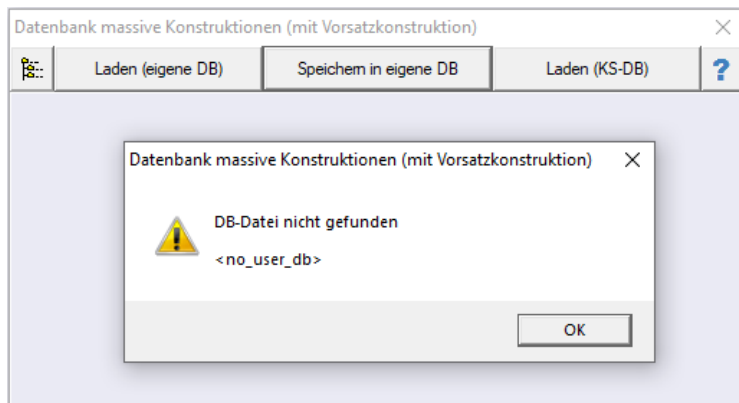 Datenbank massive Konstruktionen (mit Vorsatzkonstruktion)
Laden (eigene DB) Speichern in eigene DB Laden (KS-DB) ?
Datenbank massive Konstruktionen (mit Vorsatzkonstruktion)
DB-Datei nicht gefunden
<no_user_db>
OK